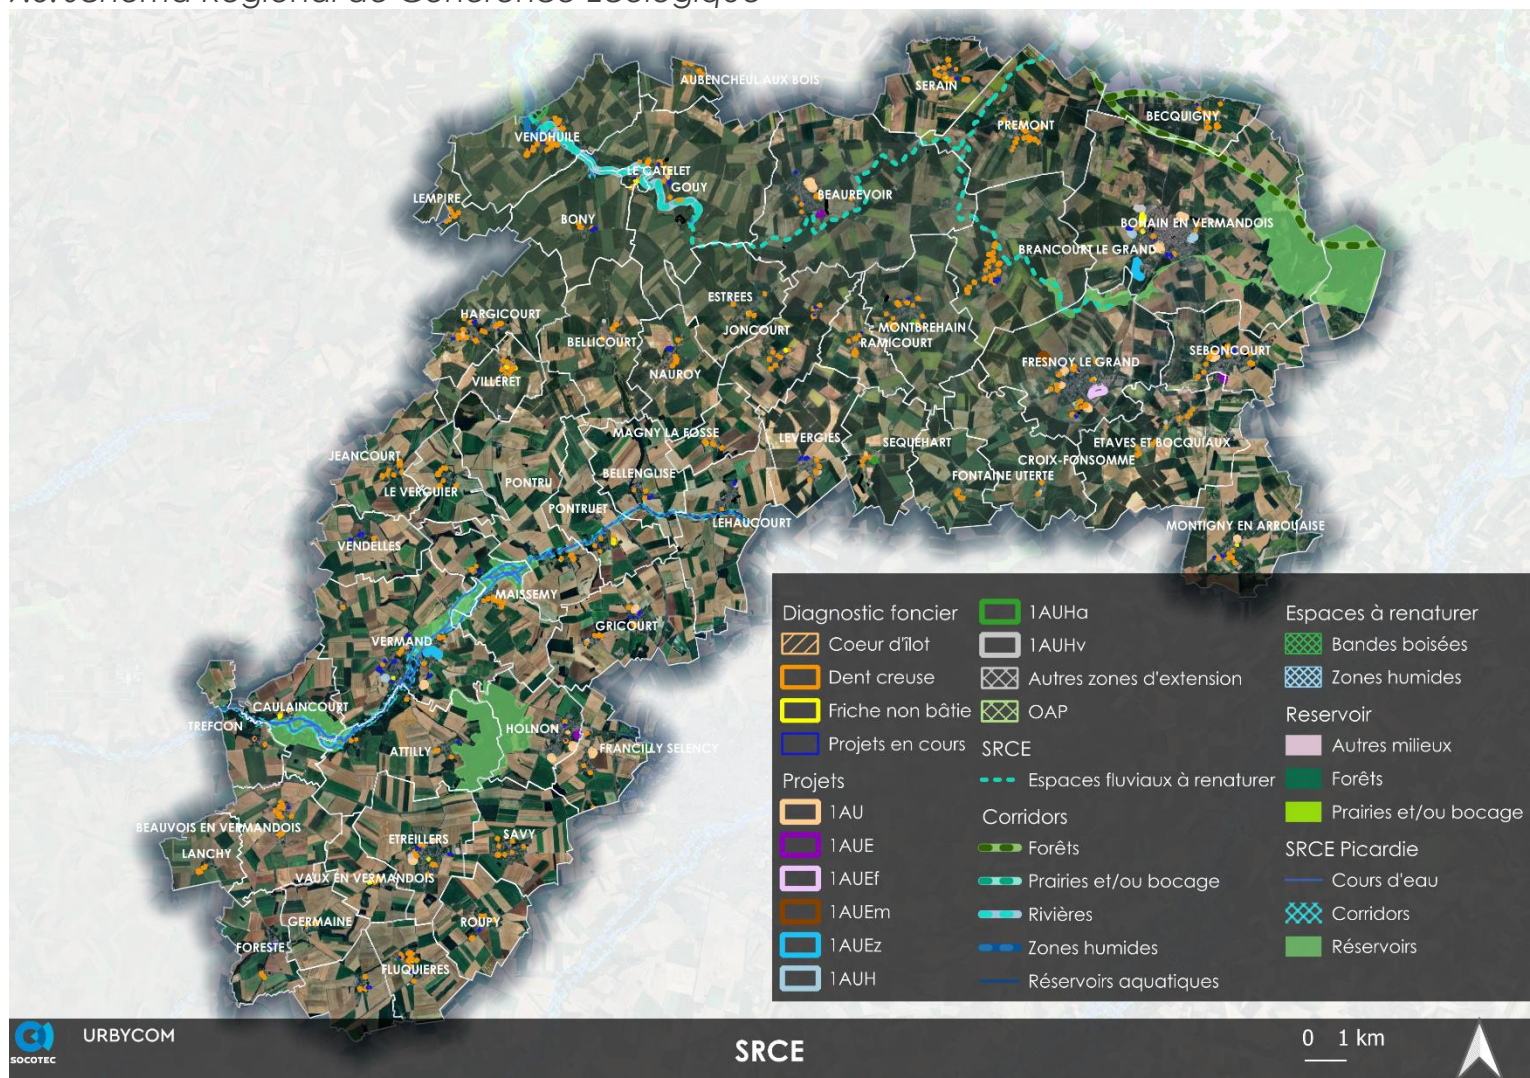 AUBENCHEUL AUX BOIS
SERAIN
PREMONT
BECQUIGNY
VENDHUILE
LE CATELET
GOUY
BEAUREVOIR
LEMPIRE
BONY
BOHAIN EN VERMANDOIS
BRANCOURT LE GRAND
ESTREES
HARGICOURT
JONCOURT
MONTBREHAIN
BELLICOURT
RAMICOURT
SEBONCOURT
FRESNOY LE GRAND
NAUROY
VILLERET
MAGNY LA FOSSE
LEVERGIES
SEQUEHART
ETAVES ET BOCQUIAUX
JEANCOURT
CROIX-FONSOMME
BELLENGLISE
FONTAINE UTERTE
LE VERGUIER
PONTRU
PONTRUET
LEHAUCOURT
MONTIGNY EN ARROUAISE
VENDELLES
MAISSEMY
GRICOURT
VERMAND
CAULAINCOURT
TREFCON
HOLNON
ATTILLY
FRANCILLY SELENCY
BEAUVOIS EN VERMANDOIS
ETREILLERS
SAVY
LANCHY
VAUX EN VERMANDOIS
GERMAINE
ROUPY
FORESTE
FLUQUIERES
Diagnostic foncier
Coeur d'îlot
Dent creuse
Friche non bâtie
Projets en cours
Projets
1AU
1AUE
1AUEf
1AUEm
1AUEz
1AUH
1AUHa
1AUHv
Autres zones d'extension
OAP
SRCE
Espaces fluviaux à renaturer
Corridors
Forêts
Prairies et/ou bocage
Rivières
Zones humides
Réservoirs aquatiques
Espaces à renaturer
Bandes boisées
Zones humides
Reservoir
Autres milieux
Forêts
Prairies et/ou bocage
SRCE Picardie
Cours d'eau
Corridors
Réservoirs
SOCOTEC
URBYCOM
SRCE
0 1 km